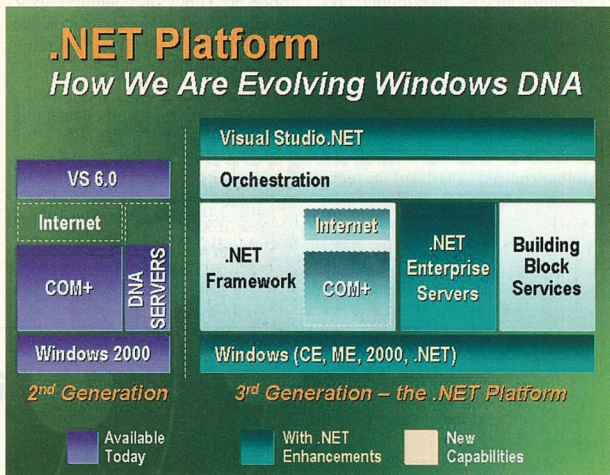 .NET Platform
How We Are Evolving Windows DNA
VS 6.0
Internet
COM+
DNA
SERVERS
Windows 2000
2nd Generation
Visual Studio.NET
Orchestration
.NET
Framework
Internet
COM+
.NET
Enterprise
Servers
Building
Block
Services
Windows (CE, ME, 2000, .NET)
3rd Generation – the .NET Platform
Available
Today
With .NET
Enhancements
New
Capabilities